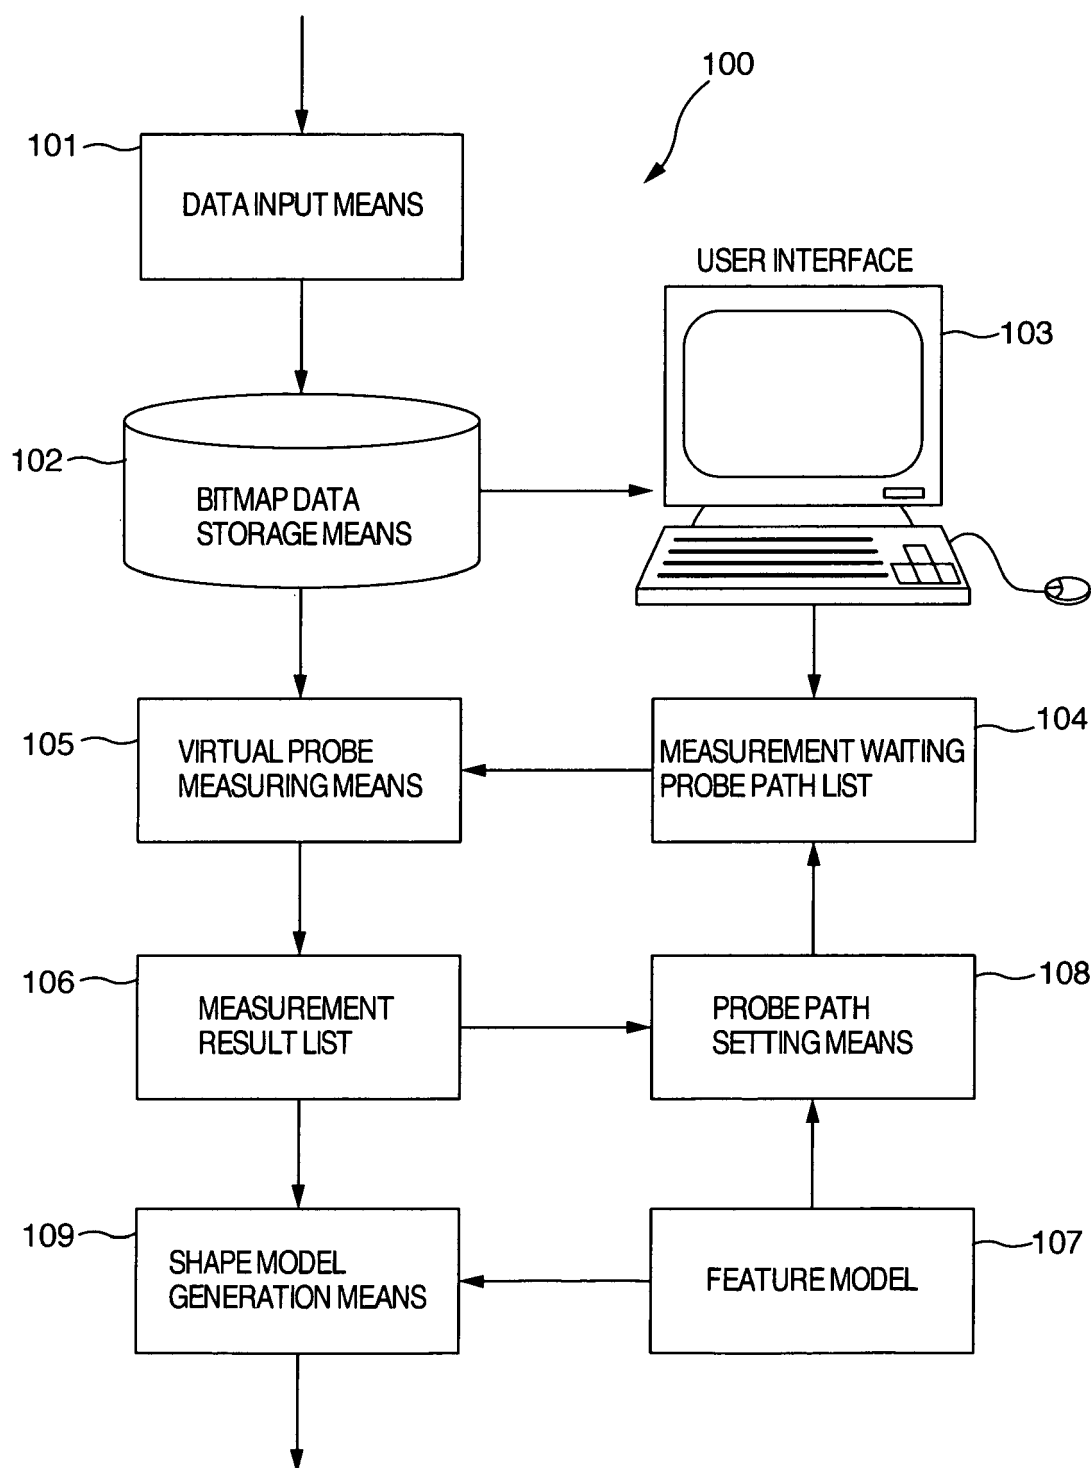 100
101
DATA INPUT MEANS
USER INTERFACE
103
102
BITMAP DATA
STORAGE MEANS
105
VIRTUAL PROBE
MEASURING MEANS
104
MEASUREMENT WAITING
PROBE PATH LIST
106
MEASUREMENT
RESULT LIST
108
PROBE PATH
SETTING MEANS
109
SHAPE MODEL
GENERATION MEANS
107
FEATURE MODEL